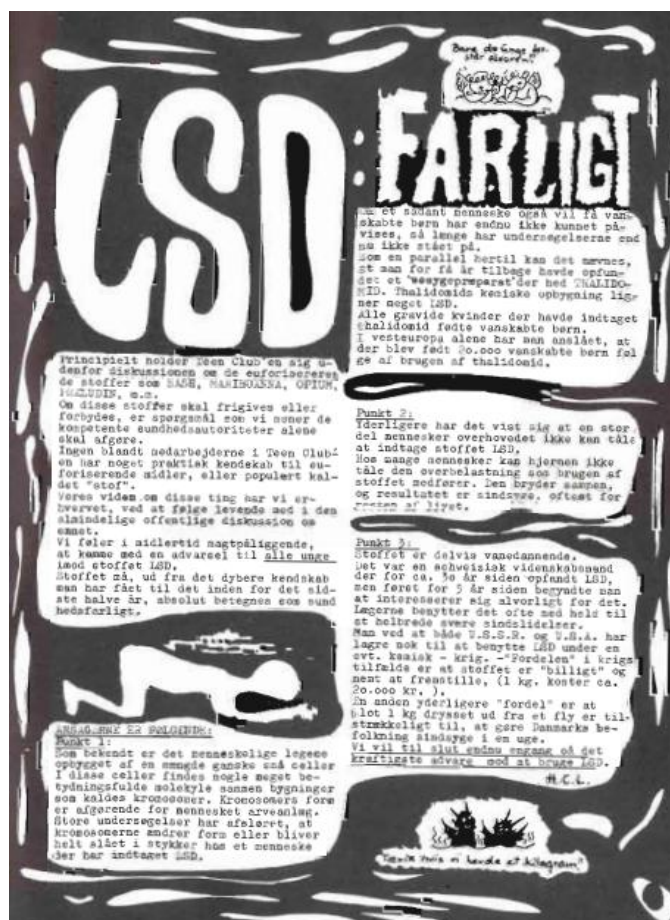 LSD
: FARLIGT
Bare de unge for-
står alvoren!
Principielt holder Teen Club'en sig u-
denfor diskussionen om de euforiserend
de stoffer som HASH, MARIHUANA, OPIUM,
m.m.
Om disse stoffer skal frigives eller
forbydes, er spørgsmål som vi mener de
kompetente sundhedsautoriteter alene
skal afgøre.
Ingen blandt medarbejderne i Teen Club'
en har noget praktisk kendskab til eu-
foriserende midler, eller populært kal-
det "stof".
Vores viden om disse ting har vi er-
hvervet, ved at følge levende med i den
almindelige offentlige diskussion om
emnet.
Vi føler i midlertid magtpåliggende,
at komme med en advarsel til alle unge
imod stoffet LSD.
Stoffet må, ud fra det dybere kendskab
man har fået til det inden for det sid-
ste halve år, absolut betegnes som sund
hedsfarligt.
ÅRSAGERNE ER FØLGENDE:
Punkt 1:
Som bekendt er det menneskelige legeme
opbygget af en mængde ganske små celler
I disse celler findes nogle meget be-
tydningsfulde molekyle sammen bygninger
som kaldes kromosomer. Kromosomers form
er afgørende for mennesket arveanlæg.
Store undersøgelser har afsløret, at
kromosomerne ændrer form eller bliver
helt slået i stykker hos et menneske
der har indtaget LSD.
Om et sådant menneske også vil få van-
skabte børn har endnu ikke kunnet på-
vises, så længe har undersøgelserne end
nu ikke stået på.
Som en parallel hertil kan det nævnes,
at man for få år tilbage havde opfun-
det et der hed THALIDO-
MID. Thalidomids kemiske opbygning lig-
ner meget LSD.
Alle gravide kvinder der havde indtaget
thalidomid fødte vanskabte børn.
I vesteuropa alene har man anslået, at
der blev født 20.000 vanskabte børn føl
ge af brugen af thalidomid.
Punkt 2:
Yderligere har det vist sig at en stor
del mennesker overhovedet ikke kan tåle
at indtage stoffet LSD.
Hos mange mennesker kan hjernen ikke
tåle den overbelastning som brugen af
stoffet medfører. Den bryder sammen,
og resultatet er sindsyge, oftest for
resten af livet.
Punkt 3:
Stoffet er delvis vanedannende.
Det var en schweisisk videnskabsmand
der for ca. 30 år siden opfandt LSD,
men først for 5 år siden begyndte man
at interessere sig alvorligt for det.
Lægerne benytter det ofte med held til
at helbrede svære sindslidelser.
Man ved at både U.S.S.R. og U.S.A. har
lagre nok til at benytte LSD under en
evt. kemisk - krig. -"Fordelen" i krigs
tilfælde er at stoffet er "billigt" og
nemt at fremstille, (1 kg. koster ca.
20.000 kr. ).
En anden yderligere "fordel" er at
blot 1 kg drysset ud fra et fly er til-
strækkeligt til, at gøre Danmarks be-
folkning sindsyge i en uge.
Vi vil til slut endnu engang på det
kraftigste advare mod at bruge LSD.
H.C.L.
Tænk hvis vi havde et kilogram!